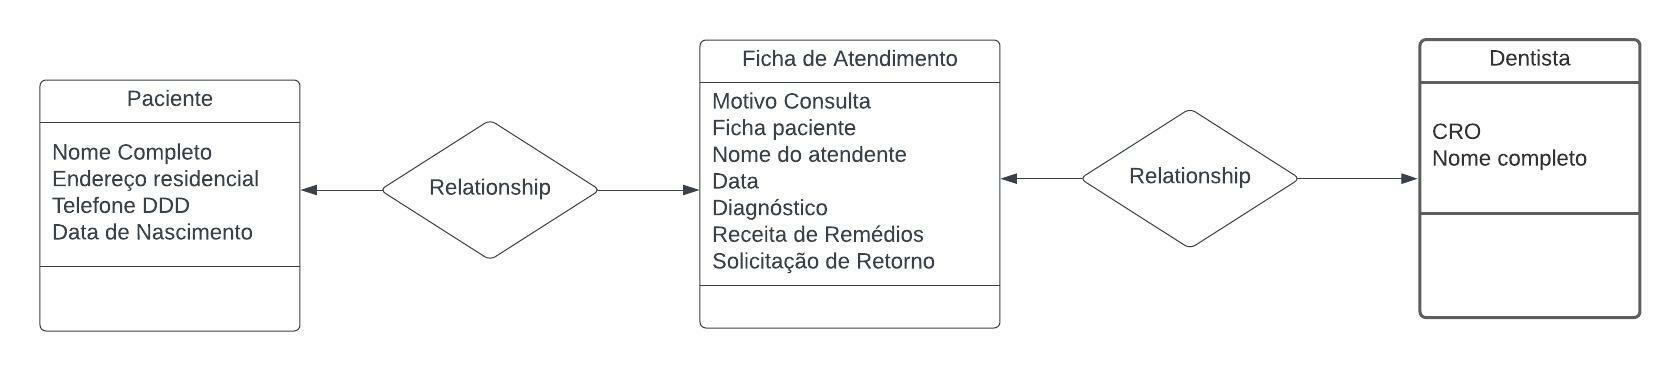 Paciente
Nome Completo
Endereço residencial
Telefone DDD
Data de Nascimento
Relationship
Ficha de Atendimento
Motivo Consulta
Ficha paciente
Nome do atendente
Data
Diagnóstico
Receita de Remédios
Solicitação de Retorno
Relationship
Dentista
CRO
Nome completo